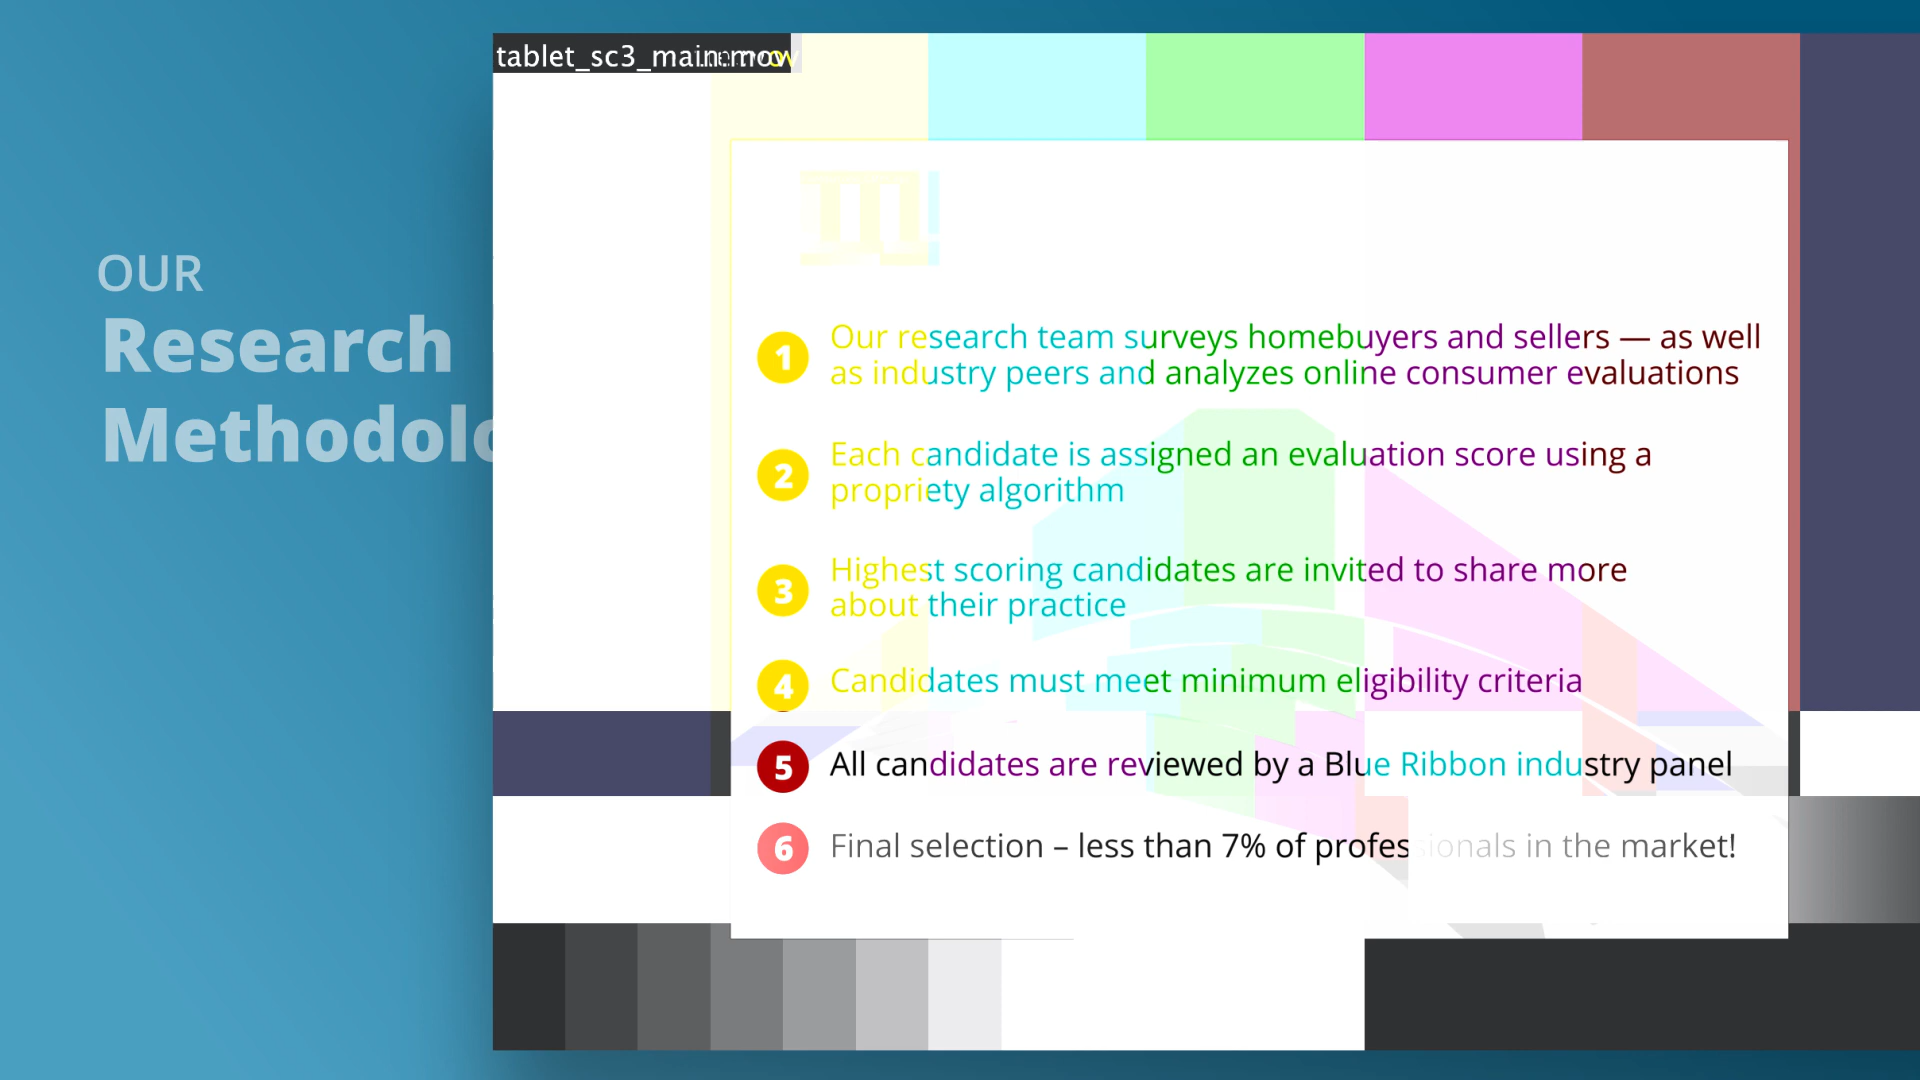 tablet_sc3_main.mov
OUR
Research
Methodolo
1 Our research team surveys homebuyers and sellers — as well
as industry peers and analyzes online consumer evaluations
2 Each candidate is assigned an evaluation score using a
propriety algorithm
3 Highest scoring candidates are invited to share more
about their practice
4 Candidates must meet minimum eligibility criteria
5 All candidates are reviewed by a Blue Ribbon industry panel
6 Final selection – less than 7% of professionals in the market!